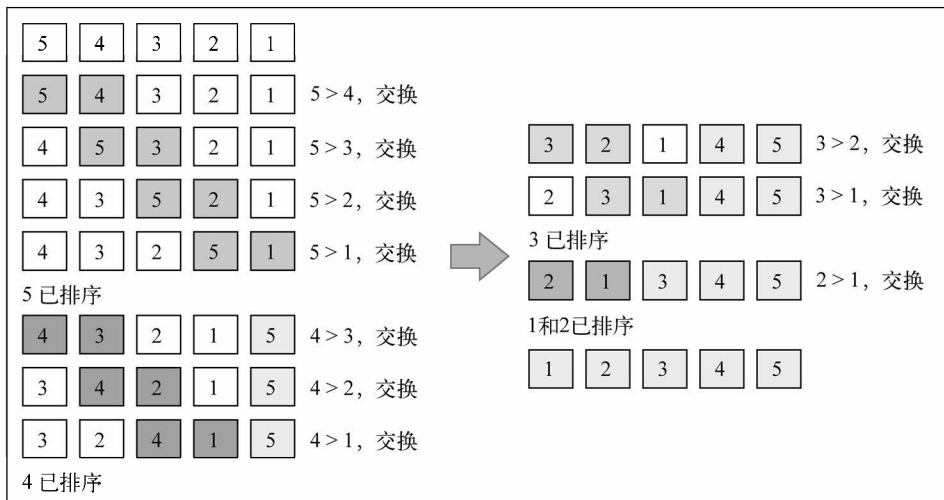 5 4 3 2 1
5 4 3 2 1 5 > 4，交换
4 5 3 2 1 5 > 3，交换
4 3 5 2 1 5 > 2，交换
4 3 2 5 1 5 > 1，交换
5 已排序
4 3 2 1 5 4 > 3，交换
3 4 2 1 5 4 > 2，交换
3 2 4 1 5 4 > 1，交换
4 已排序
3 2 1 4 5 3 > 2，交换
2 3 1 4 5 3 > 1，交换
3 已排序
2 1 3 4 5 2 > 1，交换
1和2已排序
1 2 3 4 5